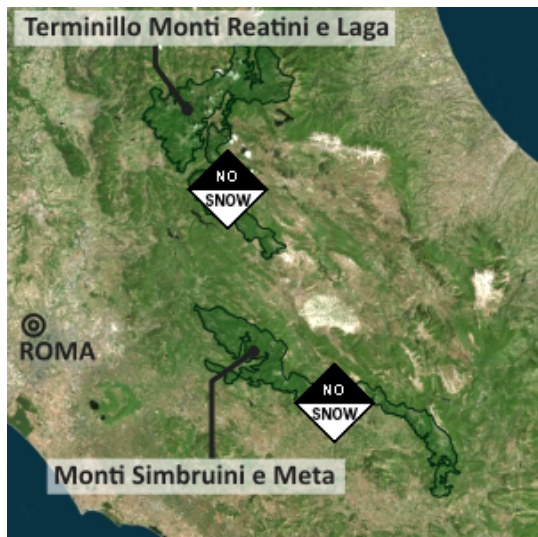 Terminillo Monti Reatini e Laga
NO
SNOW
ROMA
NO
SNOW
Monti Simbruini e Meta